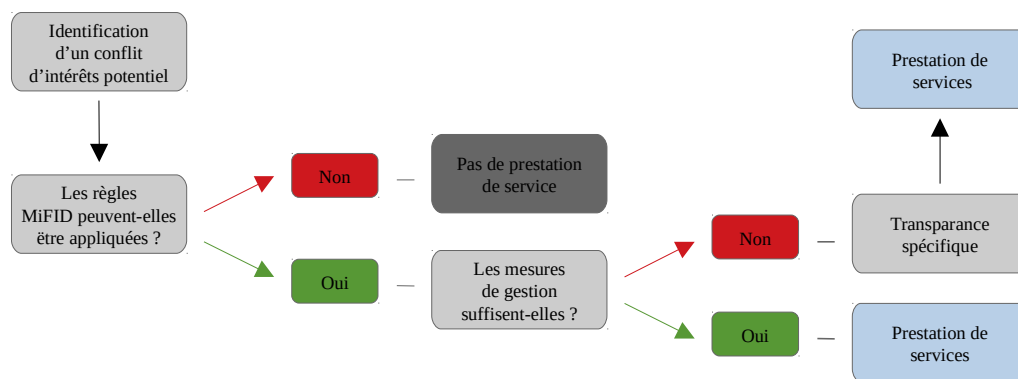 Identification
d’un conflit
d’intérêts potentiel
Les règles
MiFID peuvent-elles
ëtre appliquées ?
Non
Pas de prestation
de service
Oui
Les mesures
de gestion
suffisent-elles ?
Non
Transparance
spécifique
Prestation de
services
Oui
Prestation de
services